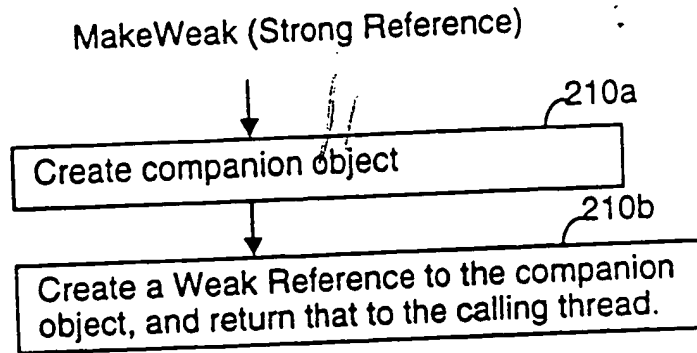 MakeWeak (Strong Reference)
210a
Create companion object
210b
Create a Weak Reference to the companion
object, and return that to the calling thread.